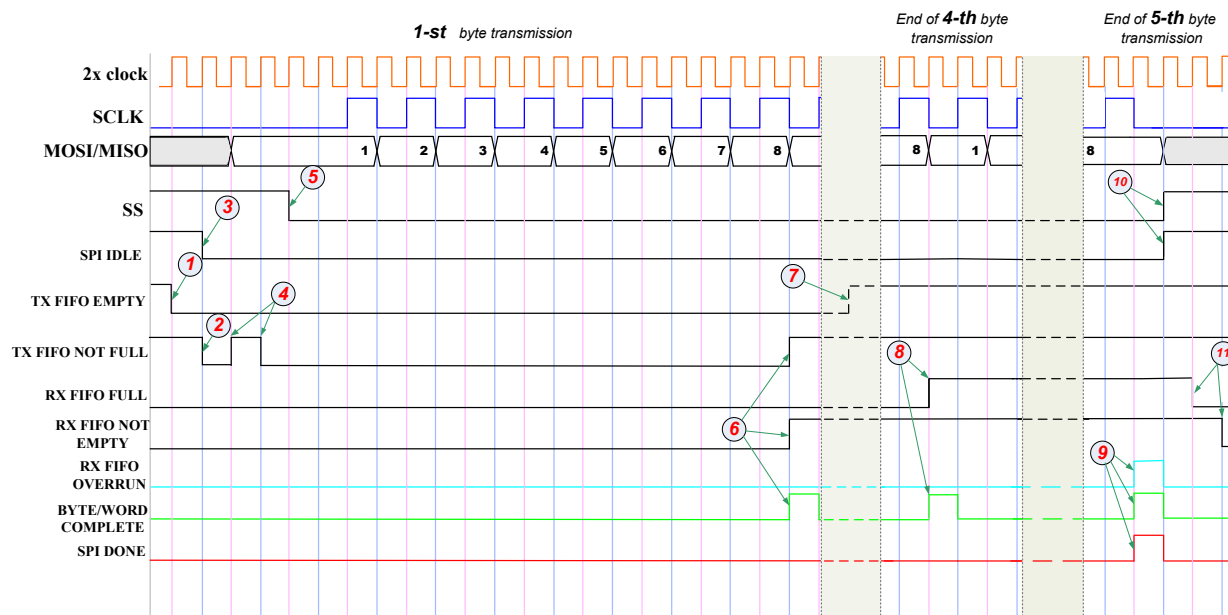 1-st byte transmission
End of 4-th byte
transmission
End of 5-th byte
transmission
2x clock
SCLK
MOSI/MISO
1 2 3 4 5 6 7 8 8 1 8
SS
5
10
3
SPI IDLE
1
TX FIFO EMPTY
7
4
2
TX FIFO NOT FULL
8
11
RX FIFO FULL
RX FIFO NOT
EMPTY
6
RX FIFO
OVERRUN
9
BYTE/WORD
COMPLETE
SPI DONE